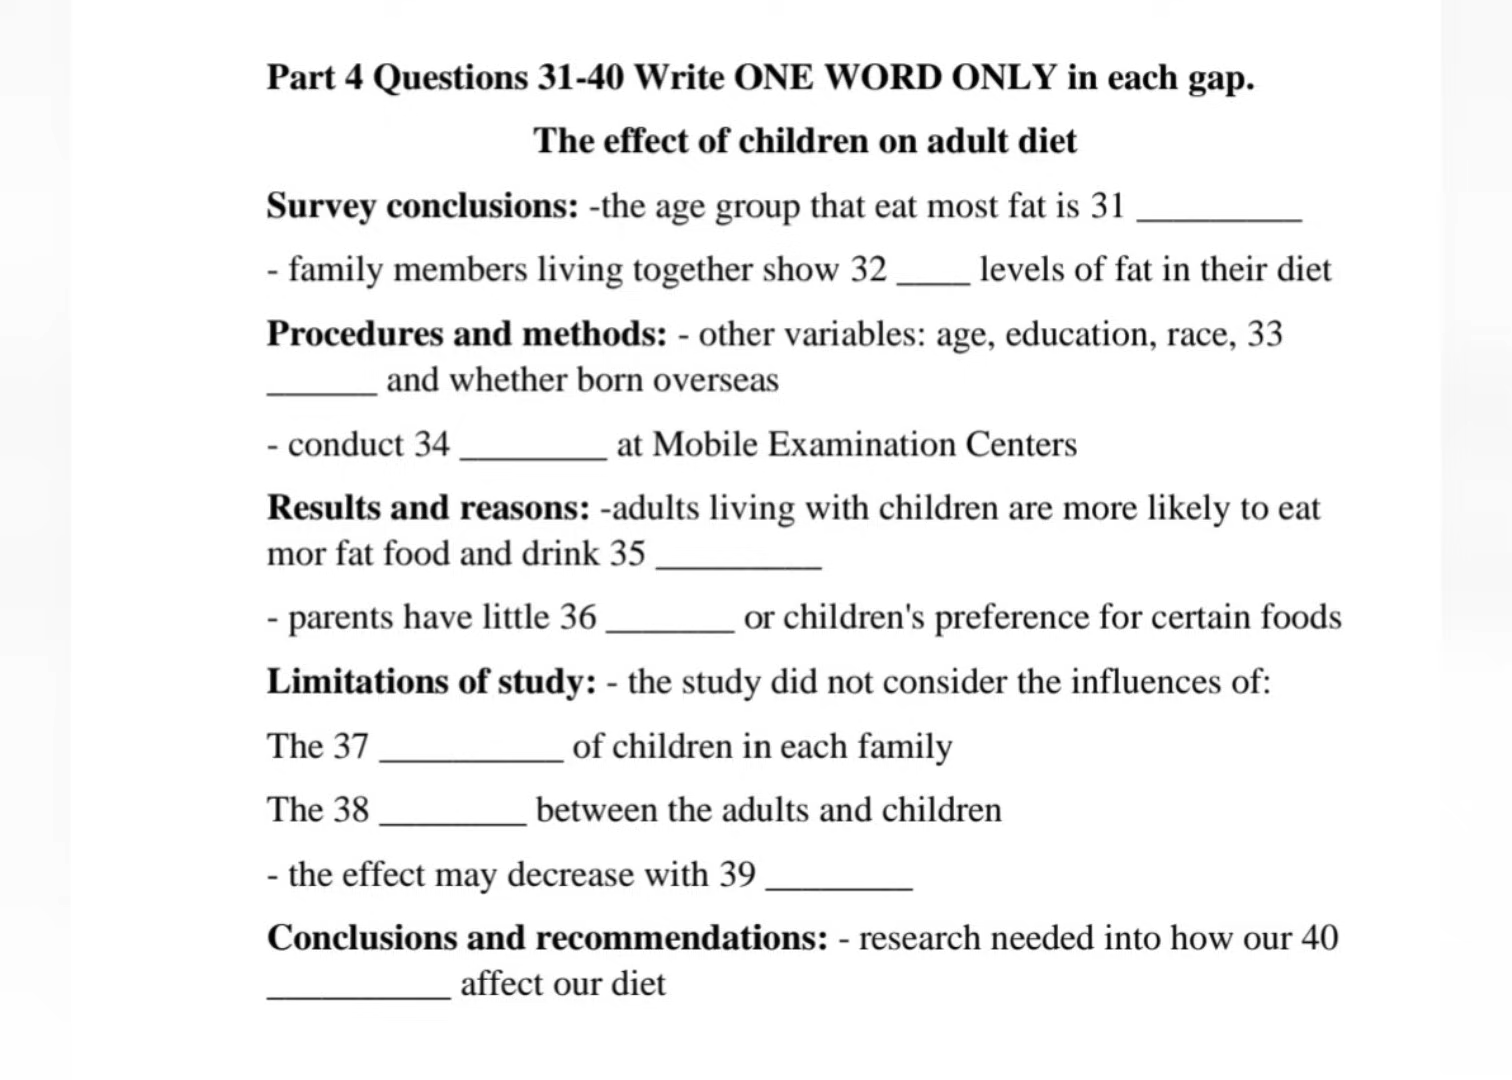 Part 4 Questions 31-40 Write ONE WORD ONLY in each gap.
The effect of children on adult diet
Survey conclusions: -the age group that eat most fat is 31 _________
- family members living together show 32 ____ levels of fat in their diet
Procedures and methods: - other variables: age, education, race, 33
______ and whether born overseas
- conduct 34 ________ at Mobile Examination Centers
Results and reasons: -adults living with children are more likely to eat
mor fat food and drink 35 _________
- parents have little 36 _______ or children's preference for certain foods
Limitations of study: - the study did not consider the influences of:
The 37 __________ of children in each family
The 38 ________ between the adults and children
- the effect may decrease with 39 ________
Conclusions and recommendations: - research needed into how our 40
__________ affect our diet